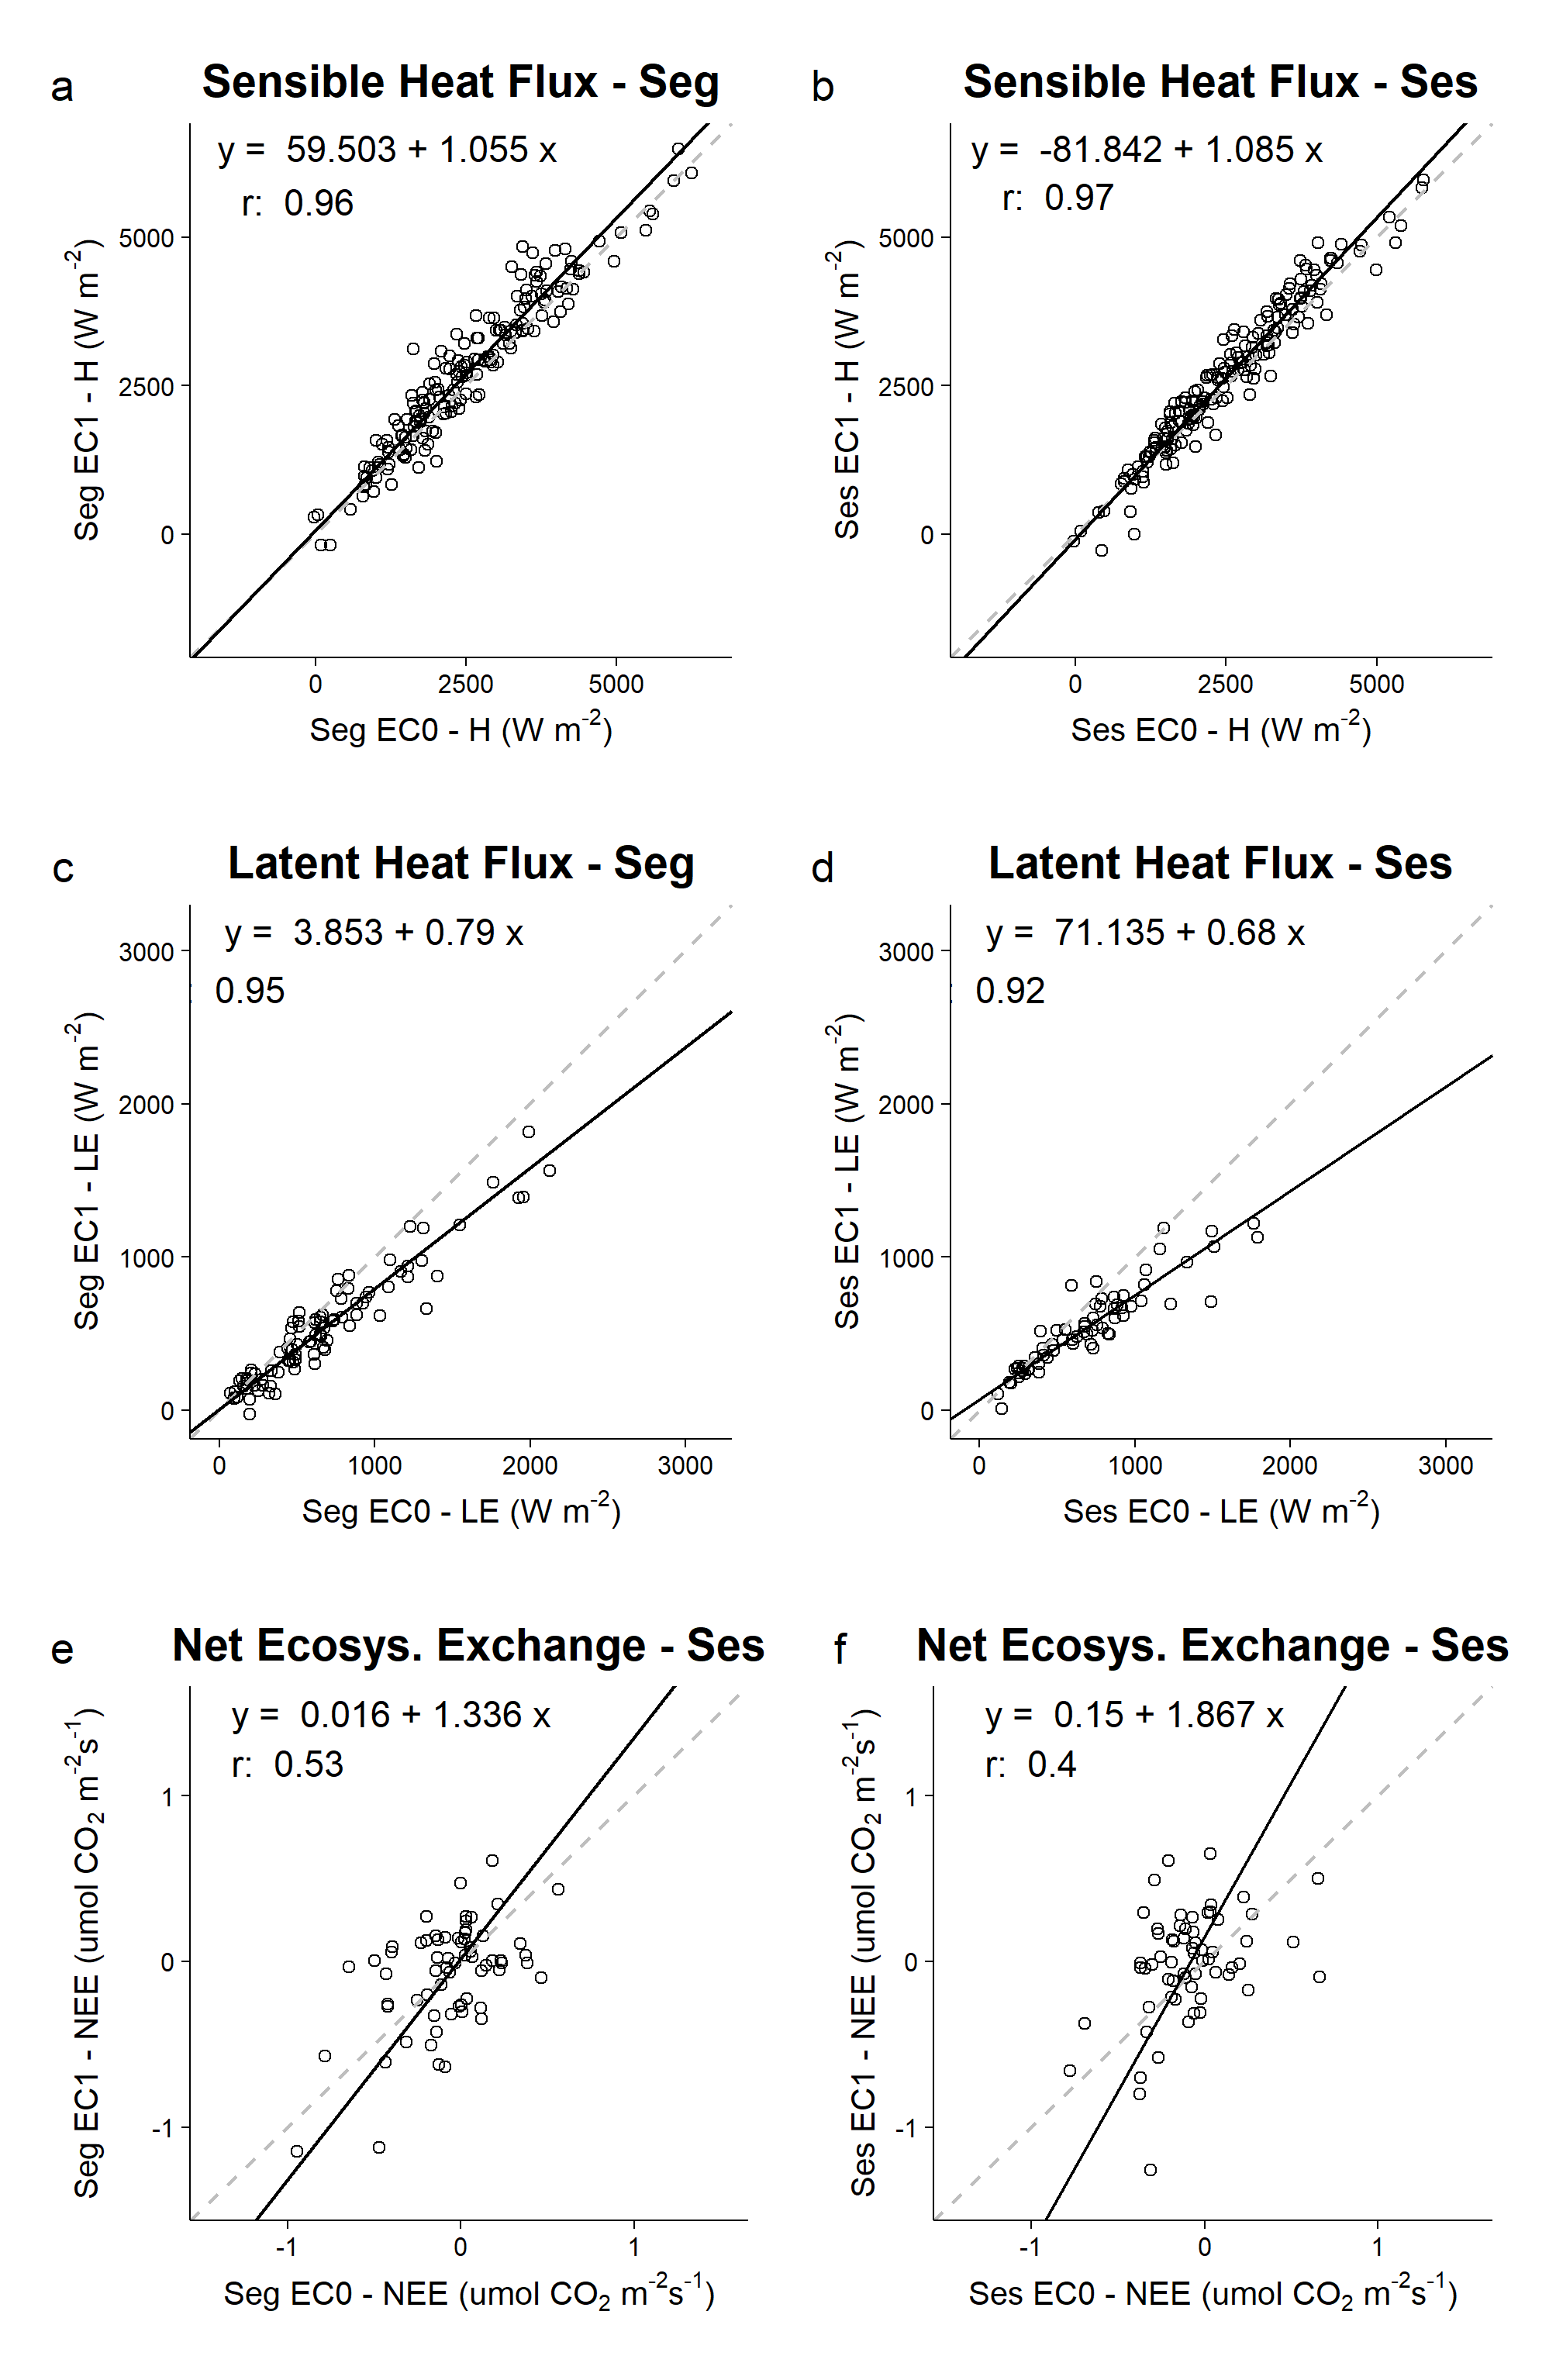 a
Sensible Heat Flux - Seg
y = 59.503 + 1.055 x
r: 0.96
5000
2500
0
Seg EC1 - H (W m-2)
0 2500 5000
Seg EC0 - H (W m-2)
b
Sensible Heat Flux - Ses
y = -81.842 + 1.085 x
r: 0.97
5000
2500
0
Ses EC1 - H (W m-2)
0 2500 5000
Ses EC0 - H (W m-2)
c
Latent Heat Flux - Seg
y = 3.853 + 0.79 x
: 0.95
3000
2000
1000
0
Seg EC1 - LE (W m-2)
0 1000 2000 3000
Seg EC0 - LE (W m-2)
d
Latent Heat Flux - Ses
y = 71.135 + 0.68 x
: 0.92
3000
2000
1000
0
Ses EC1 - LE (W m-2)
0 1000 2000 3000
Ses EC0 - LE (W m-2)
e
Net Ecosys. Exchange - Ses
y = 0.016 + 1.336 x
r: 0.53
1
0
-1
Seg EC1 - NEE (umol CO2 m-2s-1)
-1 0 1
Seg EC0 - NEE (umol CO2 m-2s-1)
f
Net Ecosys. Exchange - Ses
y = 0.15 + 1.867 x
r: 0.4
1
0
-1
Ses EC1 - NEE (umol CO2 m-2s-1)
-1 0 1
Ses EC0 - NEE (umol CO2 m-2s-1)